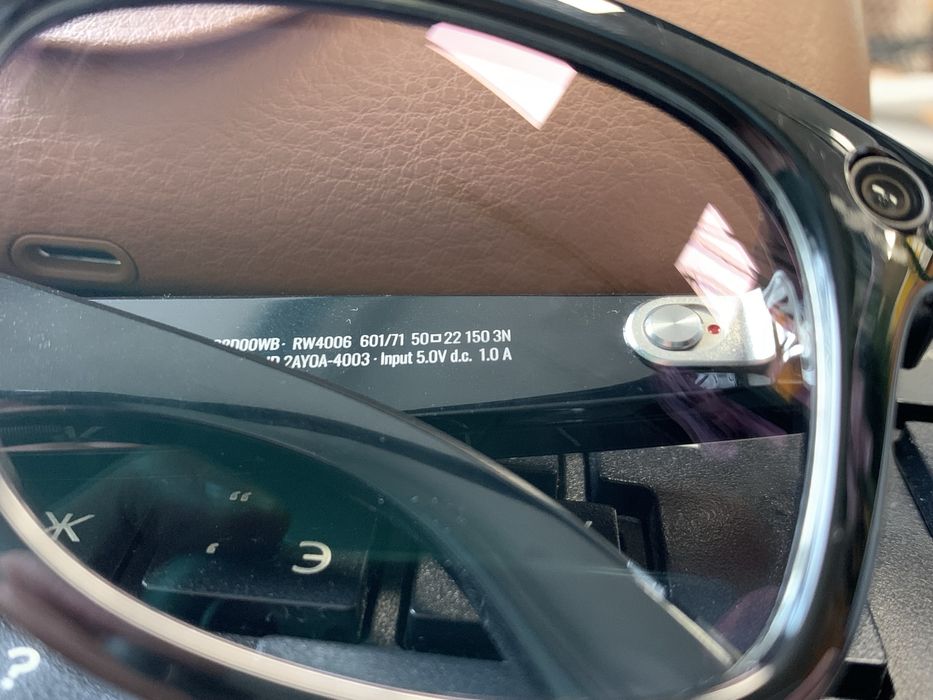 RW4006 601/71 50□22 150 3N
2AYOA-4003 · Input 5.0V d.c. 1.0 A
Ж
“
‘
Э
?